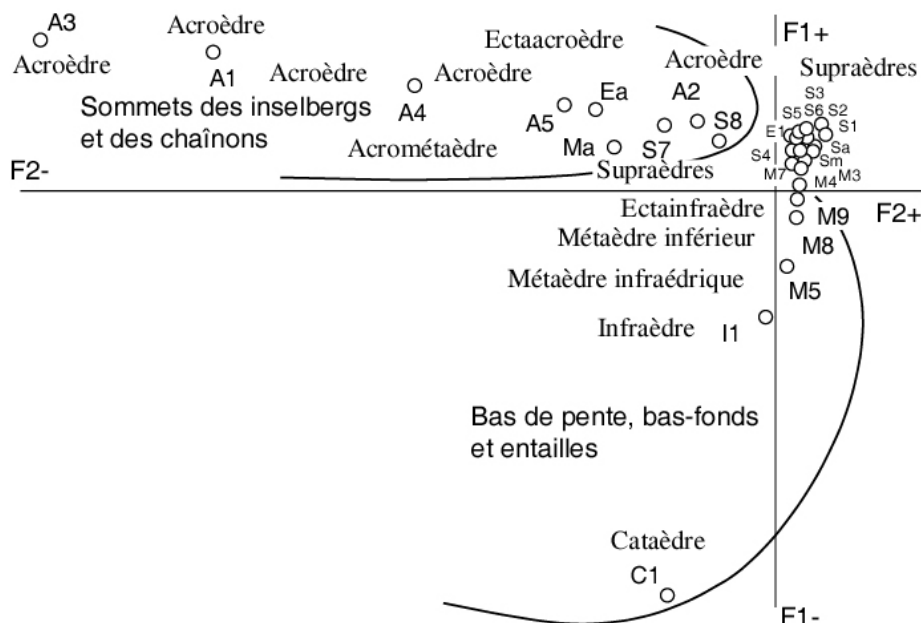 A3
Acroèdre
F1+
Ectaacroèdre
Acroèdre
Supraèdres
Acroèdre
A1
Acroèdre
Acroèdre
S3
Ea
A2
S5 S6 S2
Sommets des inselbergs
A4
A5
S8
E1
S1
et des chaînons
Acrométaèdre
Ma
S7
S4
Sa
Sm
F2-
Supraèdres
M7
M4
M3
Ectainfraèdre
M9
F2+
Métaèdre inférieur
M8
Métaèdre infraédrique
M5
Infraèdre
I1
Bas de pente, bas-fonds
et entailles
Cataèdre
C1
F1-